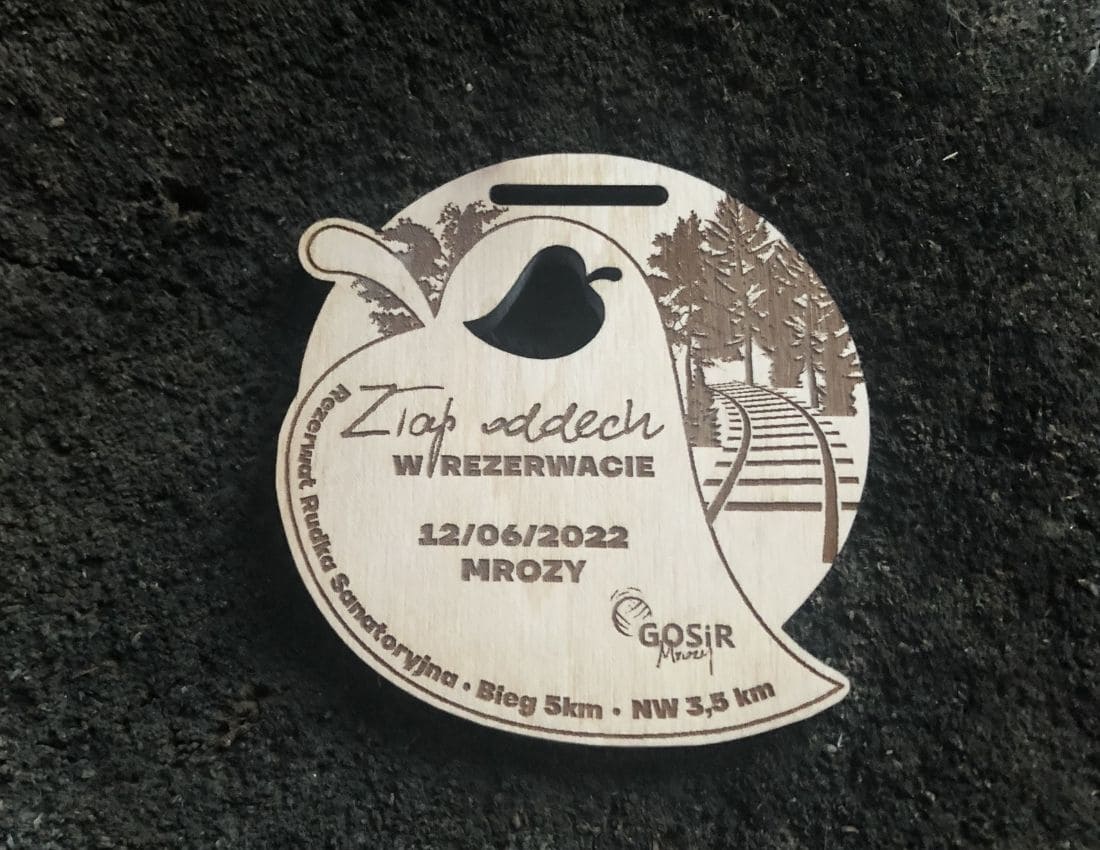 Złap oddech
W REZERWACIE
12/06/2022
MROZY
GOSiR
Mrozy
Rezerwat Rudka Sanatoryjna • Bieg 5km • NW 3,5 km